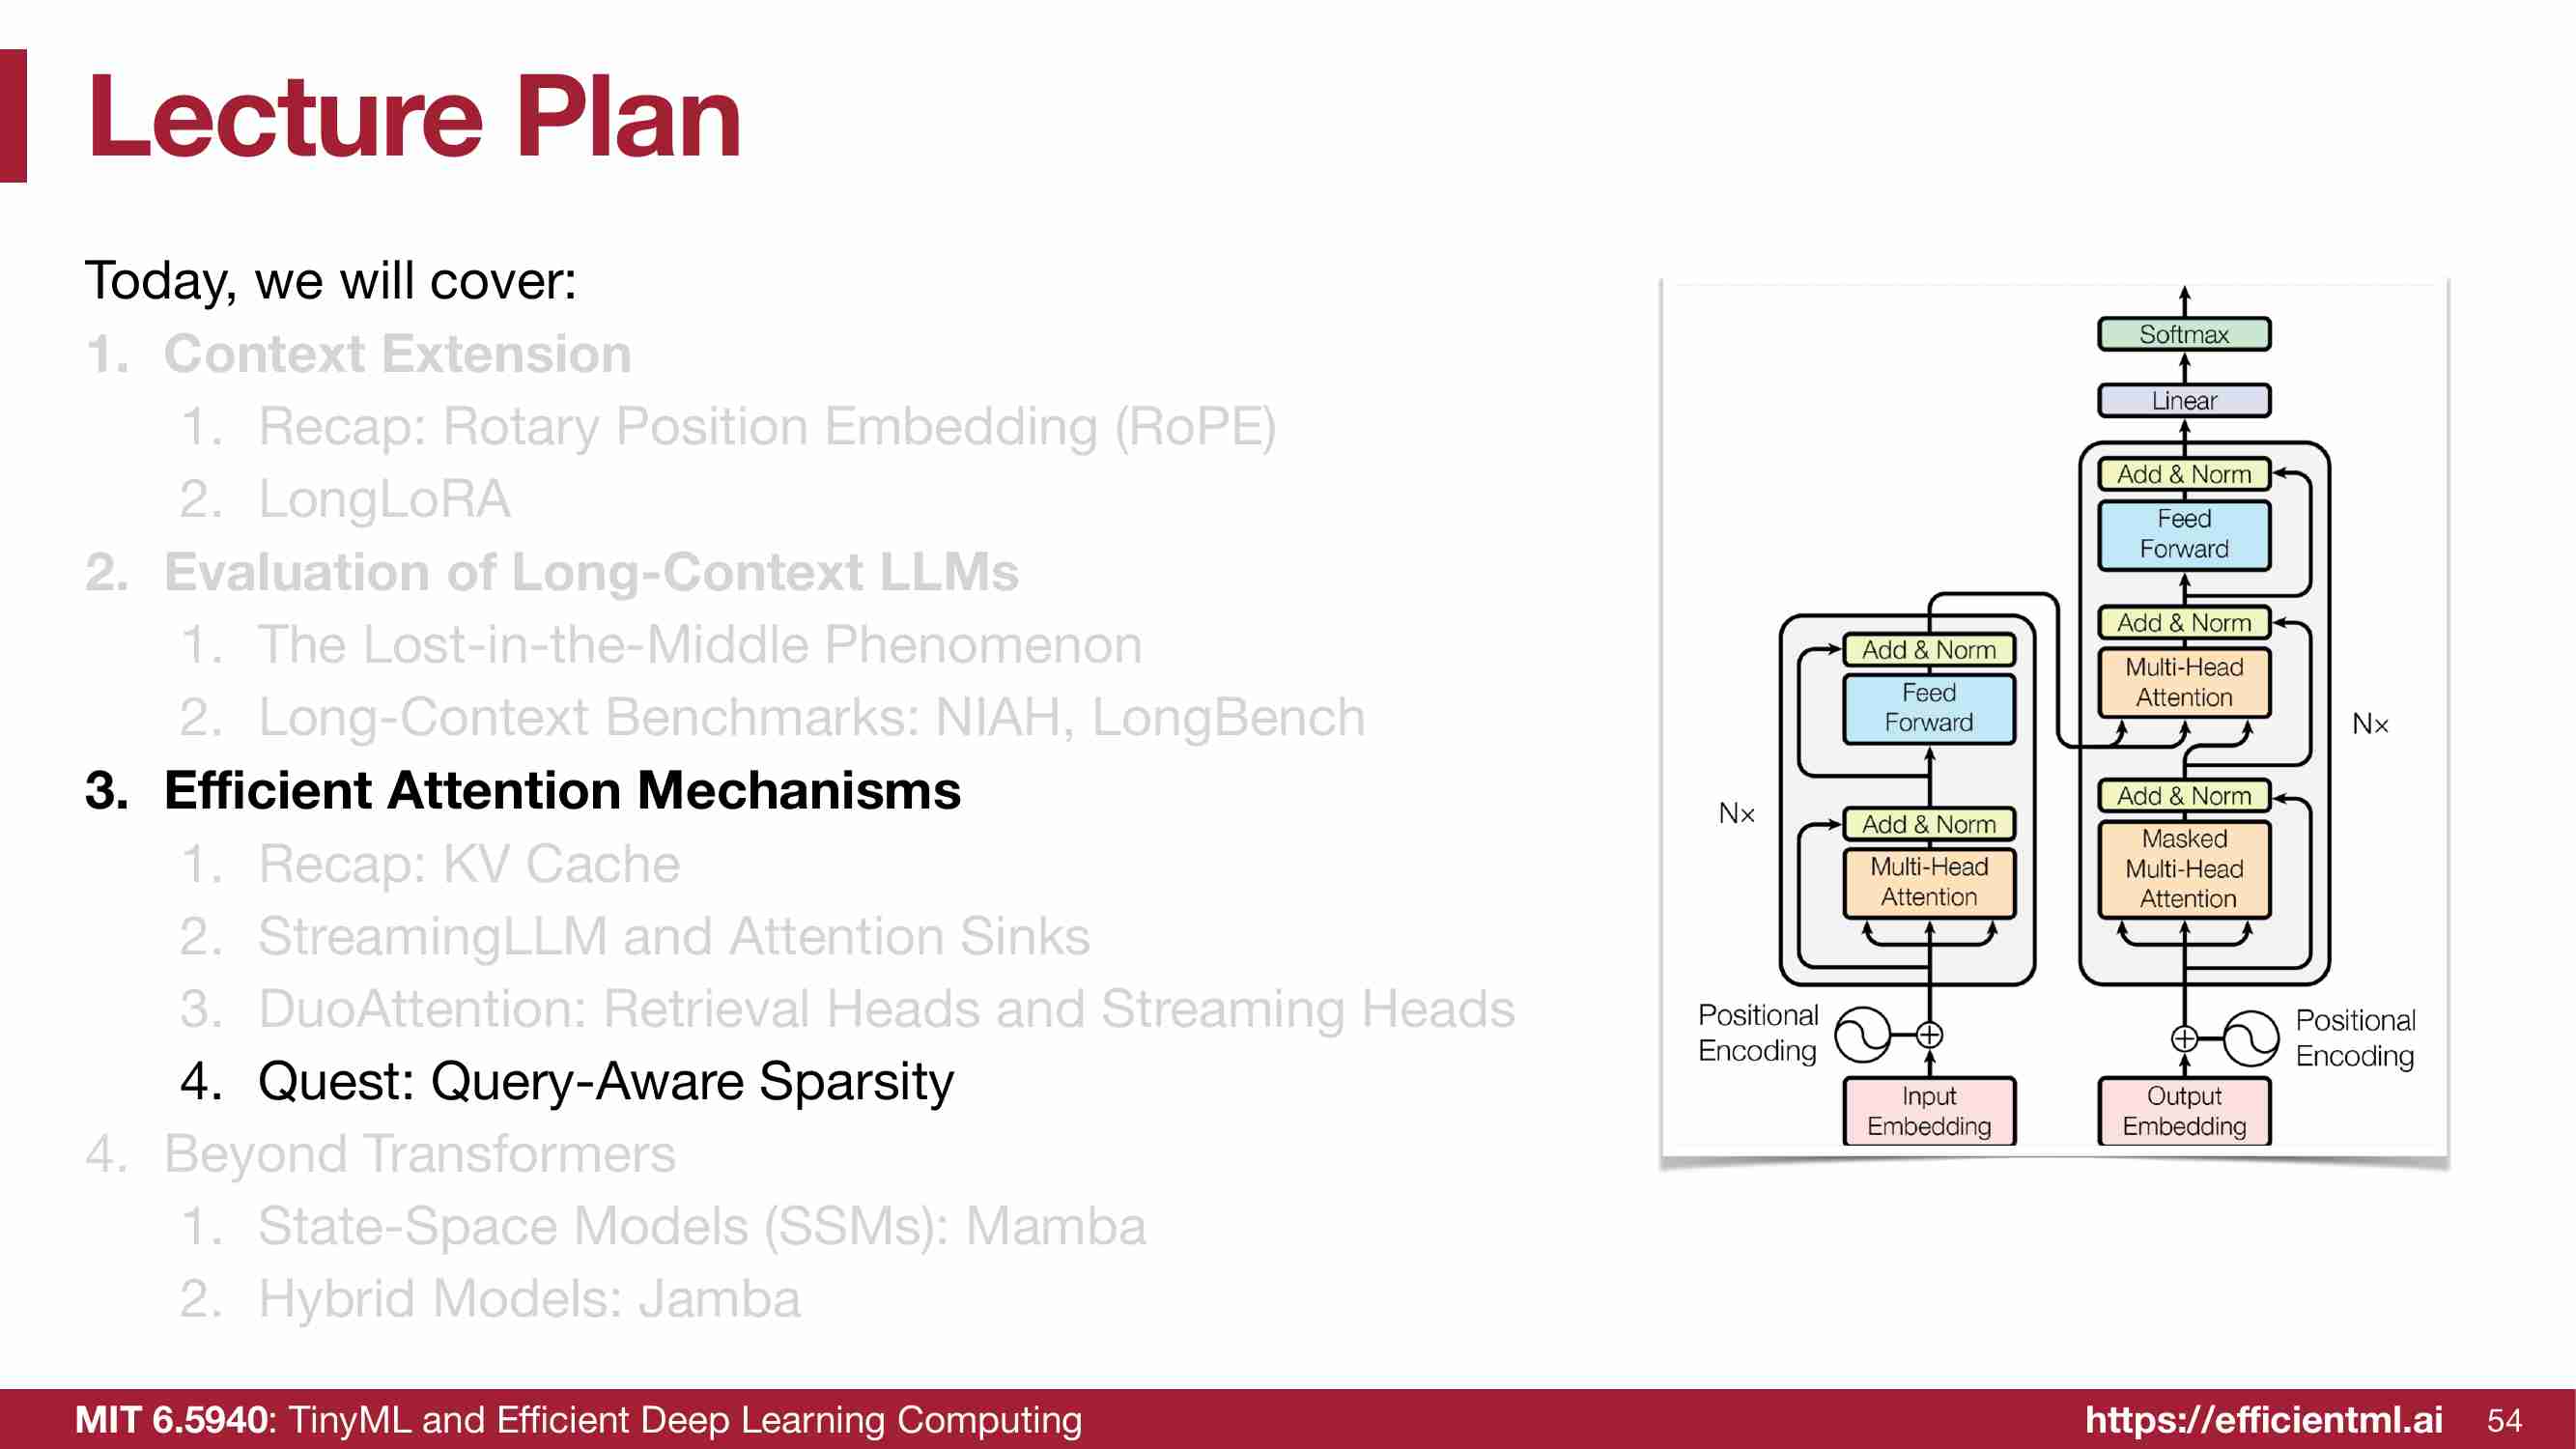 Lecture Plan
Today, we will cover:
1. Context Extension
1. Recap: Rotary Position Embedding (RoPE)
2. LongLoRA
2. Evaluation of Long-Context LLMs
1. The Lost-in-the-Middle Phenomenon
2. Long-Context Benchmarks: NIAH, LongBench
3. Efficient Attention Mechanisms
1. Recap: KV Cache
2. StreamingLLM and Attention Sinks
3. DuoAttention: Retrieval Heads and Streaming Heads
4. Quest: Query-Aware Sparsity
4. Beyond Transformers
1. State-Space Models (SSMs): Mamba
2. Hybrid Models: Jamba
Softmax
Linear
Add & Norm
Feed
Forward
Add & Norm
Multi-Head
Attention
N×
Add & Norm
Masked
Multi-Head
Attention
Positional
Encoding
Output
Embedding
Add & Norm
Feed
Forward
N×
Add & Norm
Multi-Head
Attention
Positional
Encoding
Input
Embedding
MIT 6.5940: TinyML and Efficient Deep Learning Computing
https://efficientml.ai
54